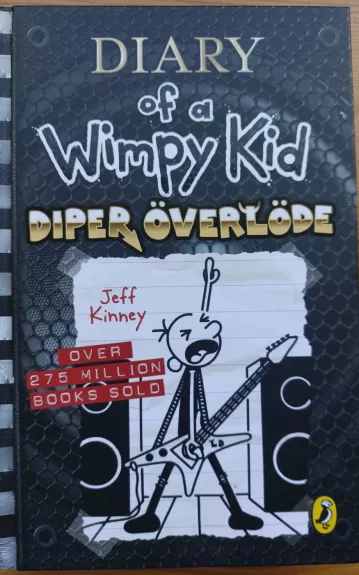 DIARY
of a
Wimpy Kid
DIPER ÖVERLÖDE
Jeff
Kinney
OVER
275 MILLION
BOOKS SOLD